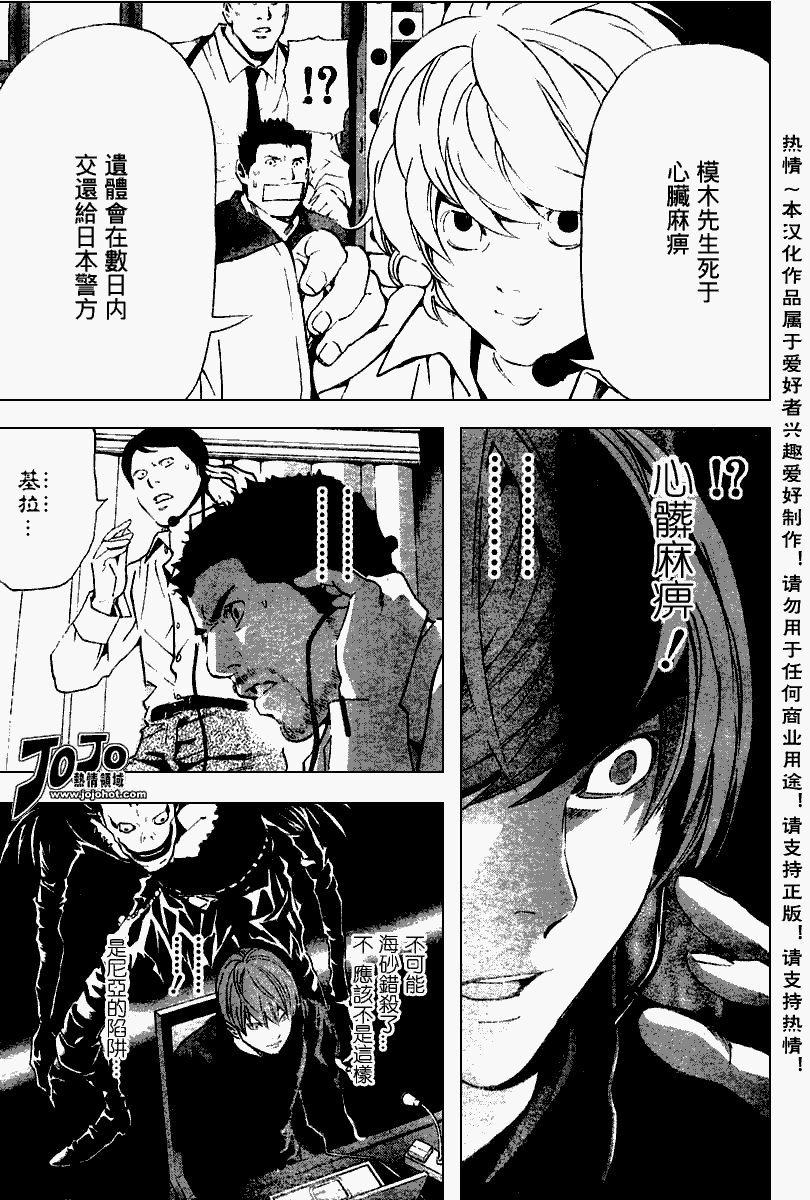 模木先生死于
心臟麻痹
!?
遺體會在數日內
交還給日本警方
!?
心臟麻痹！
…………
…………
…………
…………
……
……
基拉…
不可能
海砂錯殺了…
不 應該不是這樣
………!!
是尼亞的陷阱…
JOJO
熱情領域
www.jojohot.com
热情～本汉化作品属于爱好者兴趣爱好制作！请勿用于任何商业用途！请支持正版！请支持热情！